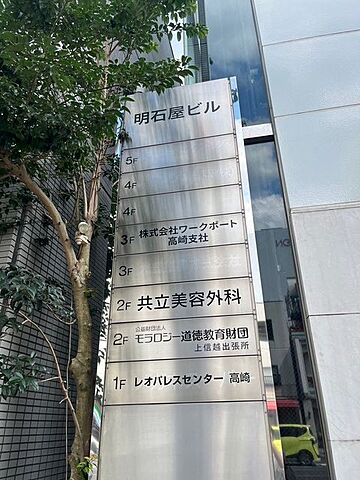 明石屋ビル
5F
4F
4F
3F 株式会社ワークポート
高崎支社
3F
2F 共立美容外科
公益財団法人
2F モラロジー道徳教育財団
上信越出張所
1F レオパレスセンター 高崎